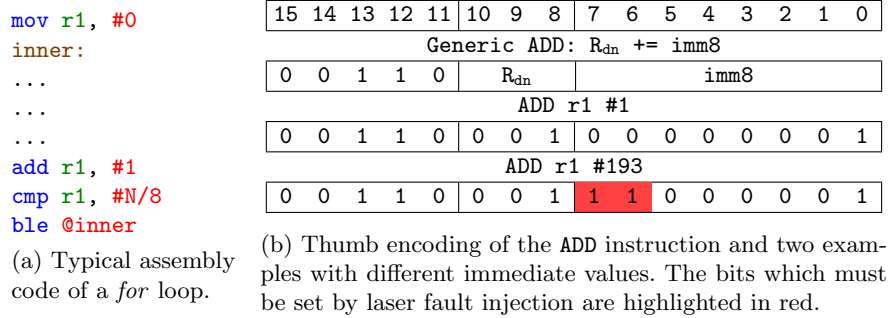 mov r1, #0
inner:
...
...
...
add r1, #1
cmp r1, #N/8
ble @inner
(a) Typical assembly
code of a for loop.
15 14 13 12 11 10 9 8 7 6 5 4 3 2 1 0
Generic ADD: Rdn += imm8
0 0 1 1 0 Rdn imm8
ADD r1 #1
0 0 1 1 0 0 0 1 0 0 0 0 0 0 0 1
ADD r1 #193
0 0 1 1 0 0 0 1 1 1 0 0 0 0 0 1
(b) Thumb encoding of the ADD instruction and two exam-
ples with different immediate values. The bits which must
be set by laser fault injection are highlighted in red.